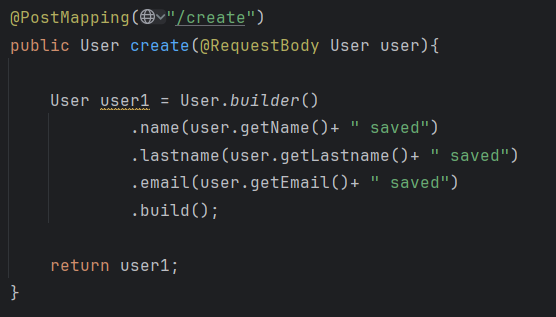 @PostMapping("/create")
public User create(@RequestBody User user){
User user1 = User.builder()
.name(user.getName()+ " saved")
.lastname(user.getLastname()+ " saved")
.email(user.getEmail()+ " saved")
.build();
return user1;
}